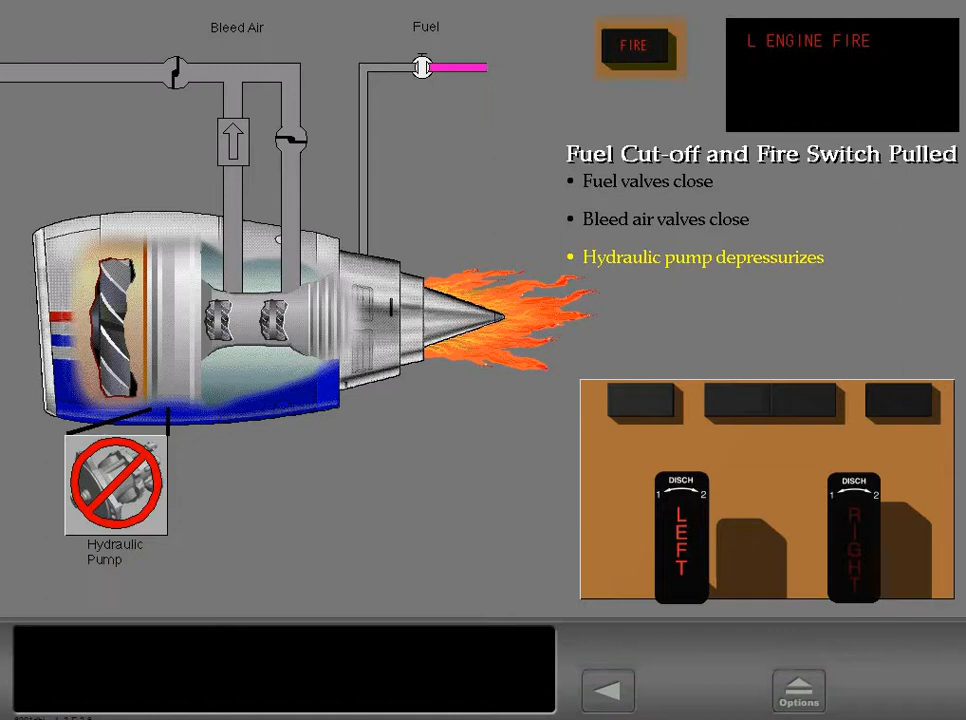 Bleed Air
Fuel
FIRE
L ENGINE FIRE
Fuel Cut-off and Fire Switch Pulled
• Fuel valves close
• Bleed air valves close
• Hydraulic pump depressurizes
DISCH
1 2
LEFT
DISCH
1 2
RIGHT
Hydraulic
Pump
Options